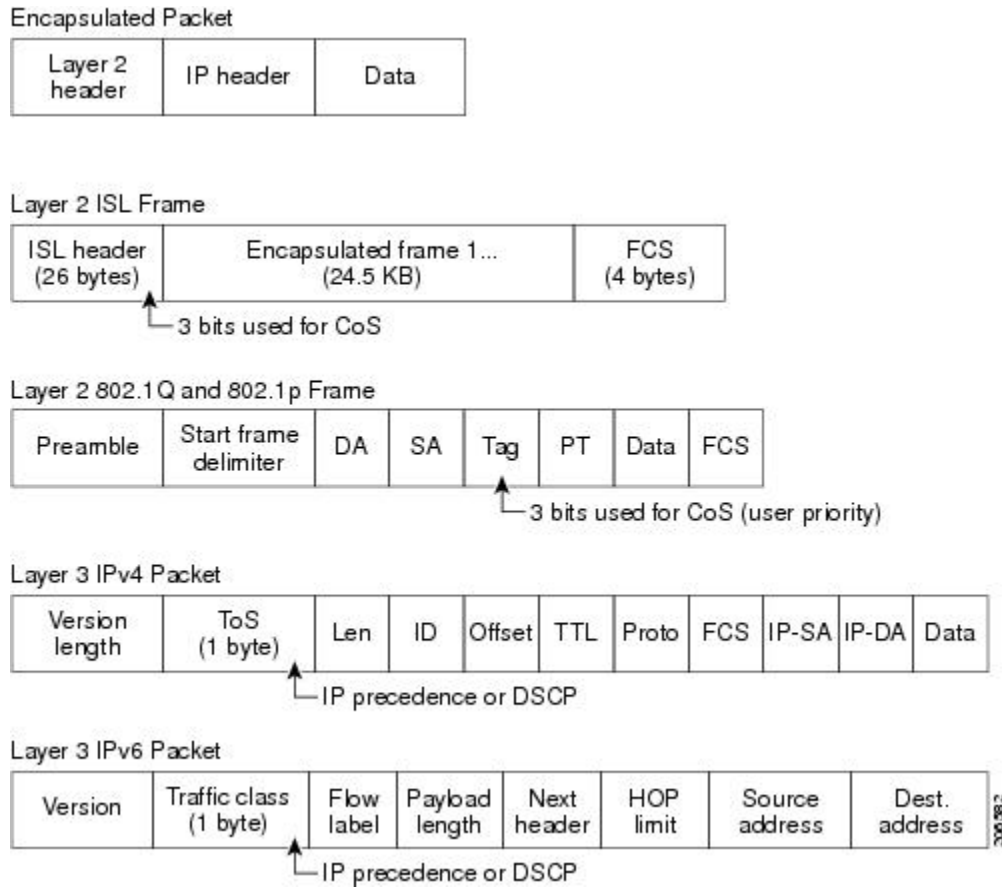 Encapsulated Packet
Layer 2
header
IP header
Data
Layer 2 ISL Frame
ISL header
(26 bytes)
Encapsulated frame 1...
(24.5 KB)
FCS
(4 bytes)
3 bits used for CoS
Layer 2 802.1Q and 802.1p Frame
Preamble
Start frame
delimiter
DA
SA
Tag
PT
Data
FCS
3 bits used for CoS (user priority)
Layer 3 IPv4 Packet
Version
length
ToS
(1 byte)
Len
ID
Offset
TTL
Proto
FCS
IP-SA
IP-DA
Data
IP precedence or DSCP
Layer 3 IPv6 Packet
Version
Traffic class
(1 byte)
Flow
label
Payload
length
Next
header
HOP
limit
Source
address
Dest.
address
IP precedence or DSCP